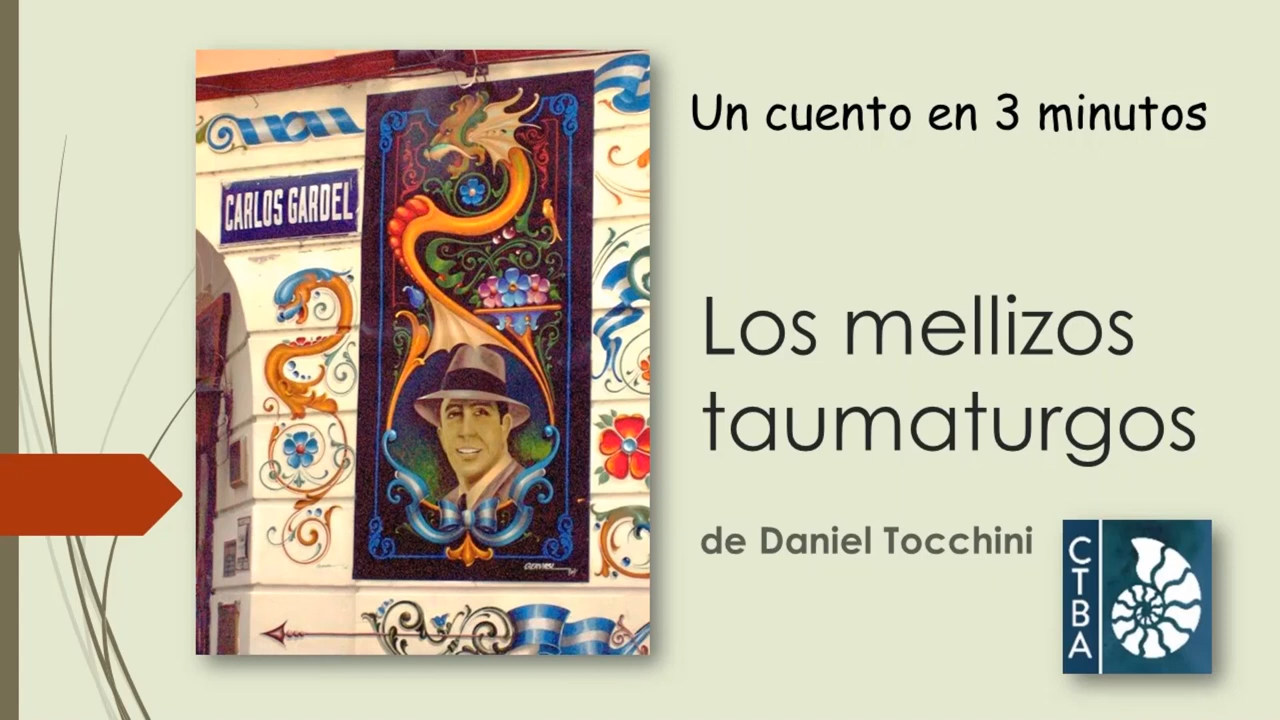 Un cuento en 3 minutos
CARLOS GARDEL
Los mellizos
taumaturgos
de Daniel Tocchini
CTBA